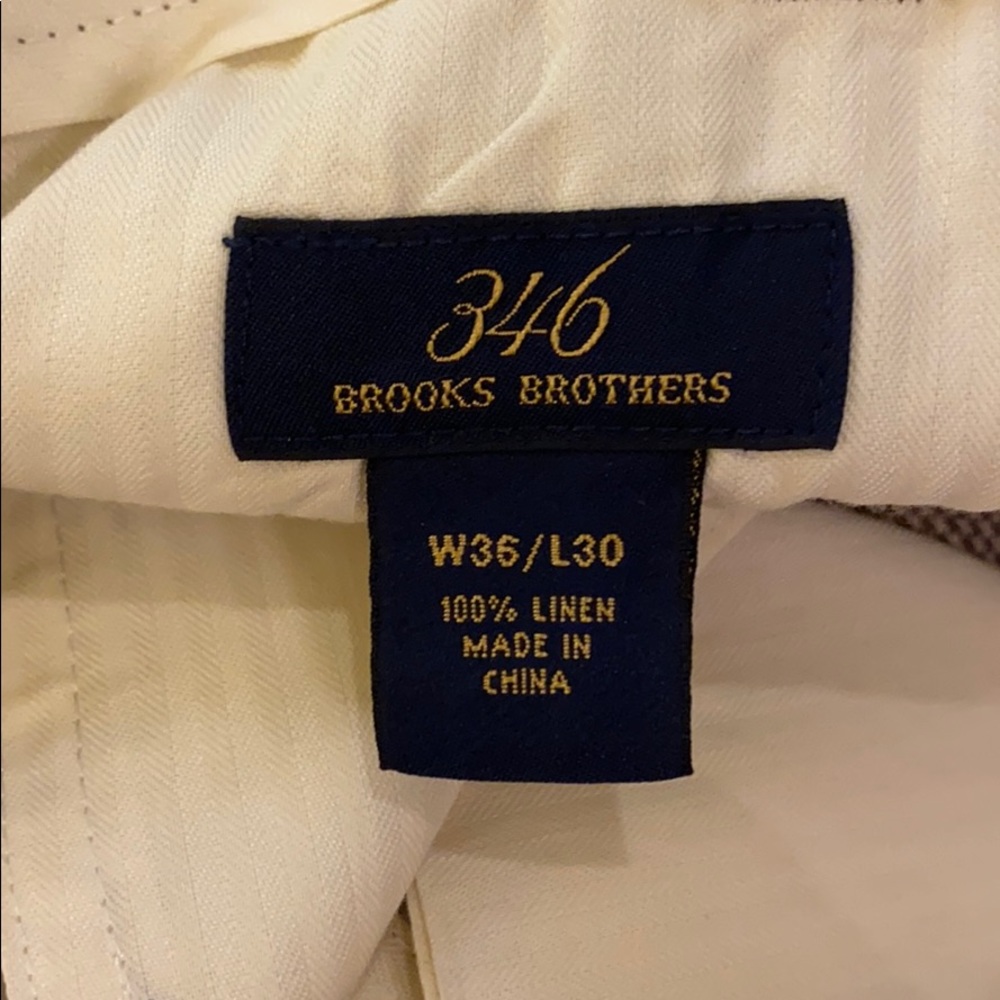 346
BROOKS BROTHERS
W36/L30
100% LINEN
MADE IN
CHINA